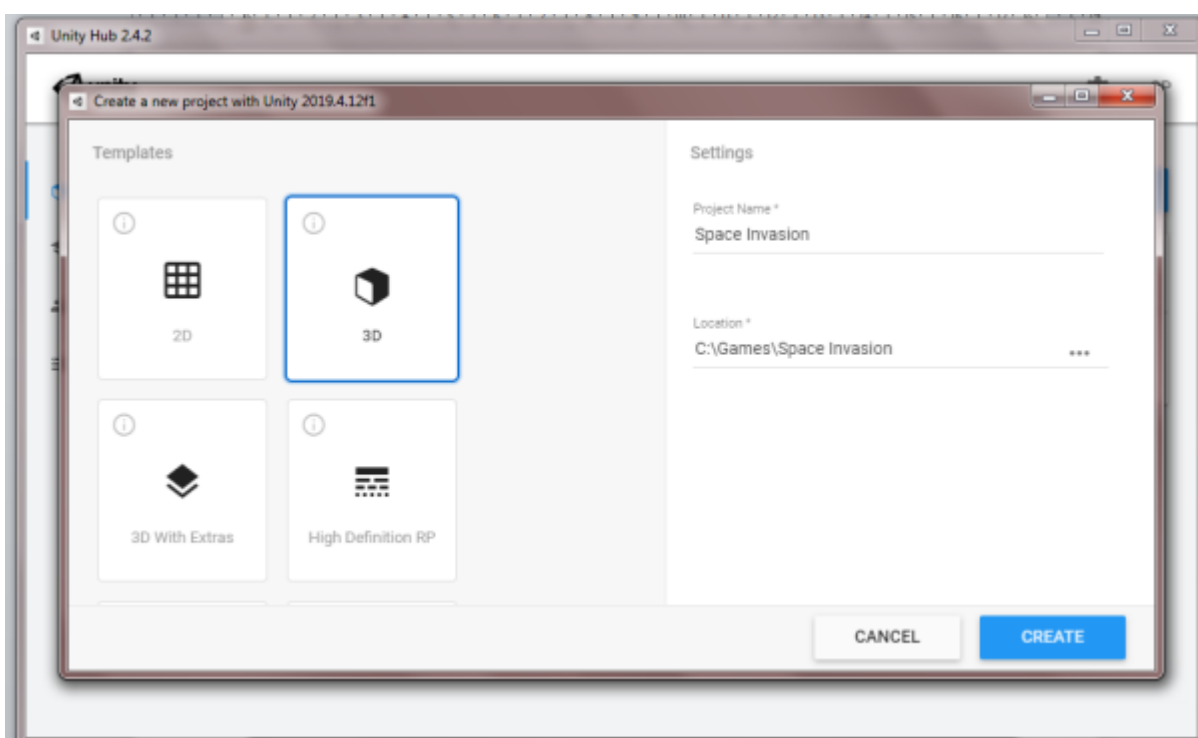 Unity Hub 2.4.2
Create a new project with Unity 2019.4.12f1
Templates
Settings
2D
3D
Project Name *
Space Invasion
Location *
C:\Games\Space Invasion
...
3D With Extras
High Definition RP
CANCEL
CREATE